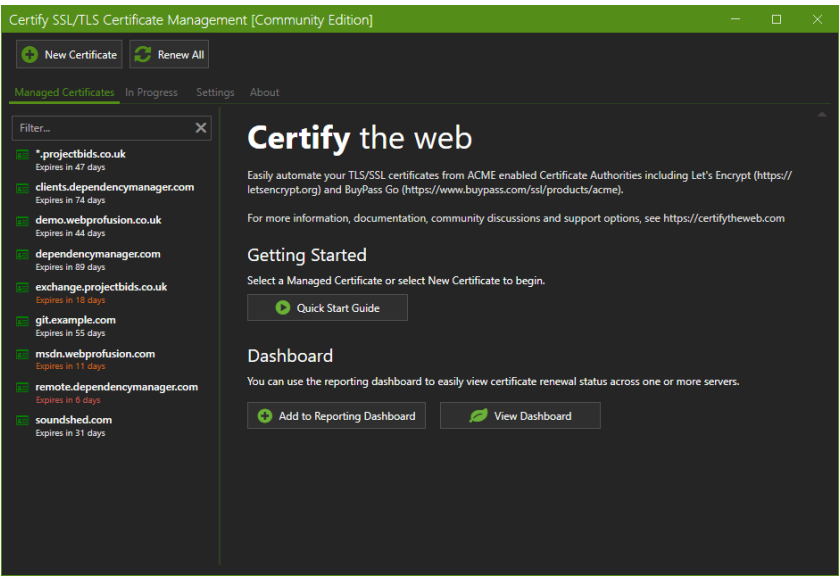 Certify SSL/TLS Certificate Management [Community Edition]
New Certificate
Renew All
Managed Certificates
In Progress
Settings
About
Filter...
*.projectbids.co.uk
Expires in 47 days
clients.dependencymanager.com
Expires in 74 days
demo.webprofusion.co.uk
Expires in 44 days
dependencymanager.com
Expires in 89 days
exchange.projectbids.co.uk
Expires in 18 days
git.example.com
Expires in 55 days
msdn.webprofusion.com
Expires in 11 days
remote.dependencymanager.com
Expires in 6 days
soundshed.com
Expires in 31 days
Certify the web
Easily automate your TLS/SSL certificates from ACME enabled Certificate Authorities including Let's Encrypt (https://
letsencrypt.org) and BuyPass Go (https://www.buypass.com/ssl/products/acme).
For more information, documentation, community discussions and support options, see https://certifytheweb.com
Getting Started
Select a Managed Certificate or select New Certificate to begin.
Quick Start Guide
Dashboard
You can use the reporting dashboard to easily view certificate renewal status across one or more servers.
Add to Reporting Dashboard
View Dashboard